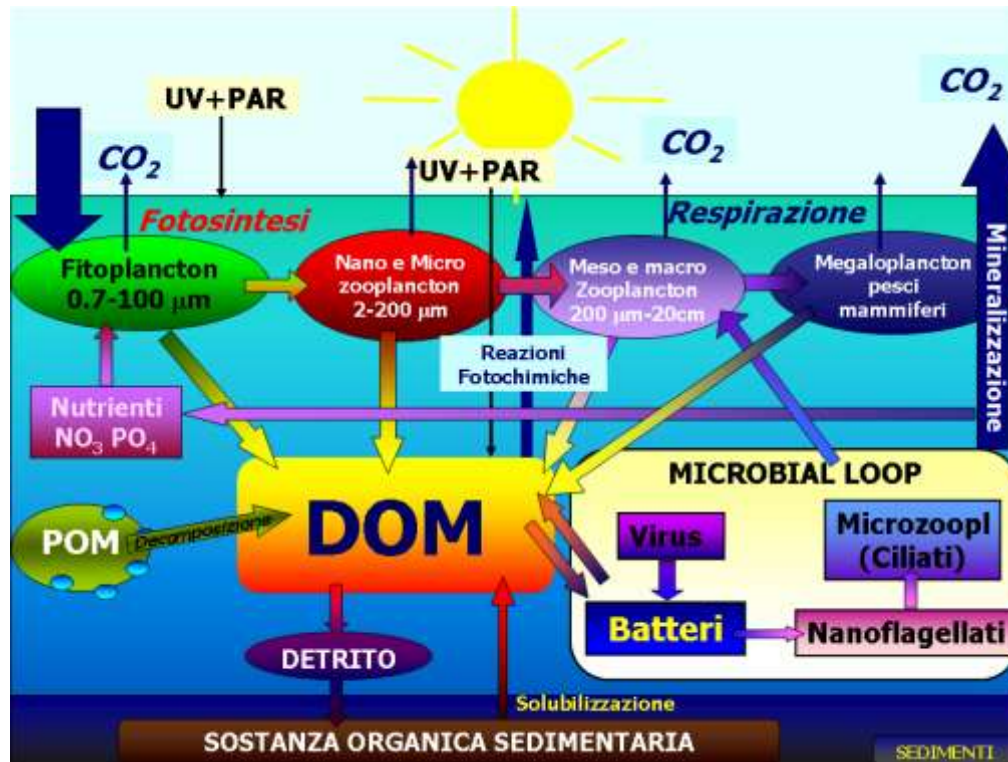 UV+PAR
CO2
UV+PAR
CO2
CO2
Fotosintesi
Respirazione
Fitoplancton
0.7-100 μm
Nano e Micro
zooplancton
2-200 μm
Meso e macro
Zooplancton
200 μm-20cm
Megaloplancton
pesci
mammiferi
Mineralizzazione
Reazioni
Fotochimiche
Nutrienti
NO3 PO4
MICROBIAL LOOP
POM
Decomposizione
DOM
Virus
Microzoopl
(Ciliati)
Batteri
Nanoflagellati
DETRITO
Solubilizzazione
SOSTANZA ORGANICA SEDIMENTARIA
SEDIMENTI